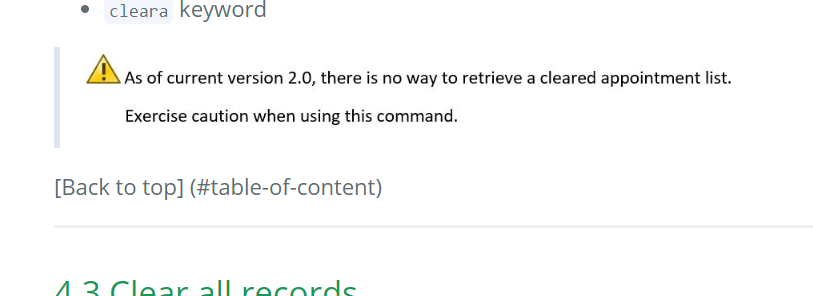 cleara keyword
As of current version 2.0, there is no way to retrieve a cleared appointment list.
Exercise caution when using this command.
[Back to top] (#table-of-content)
4.3 Clear all records